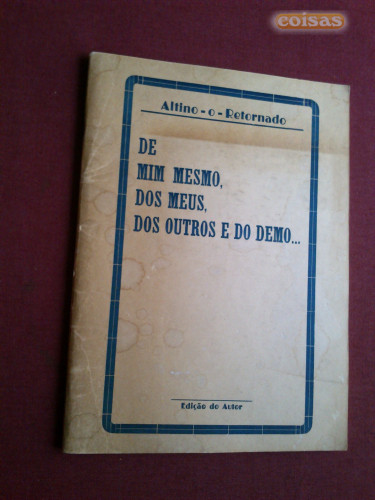 coisas
Altino-o-Retornado
DE
MIM MESMO,
DOS MEUS,
DOS OUTROS E DO DEMO...
Edição do Autor